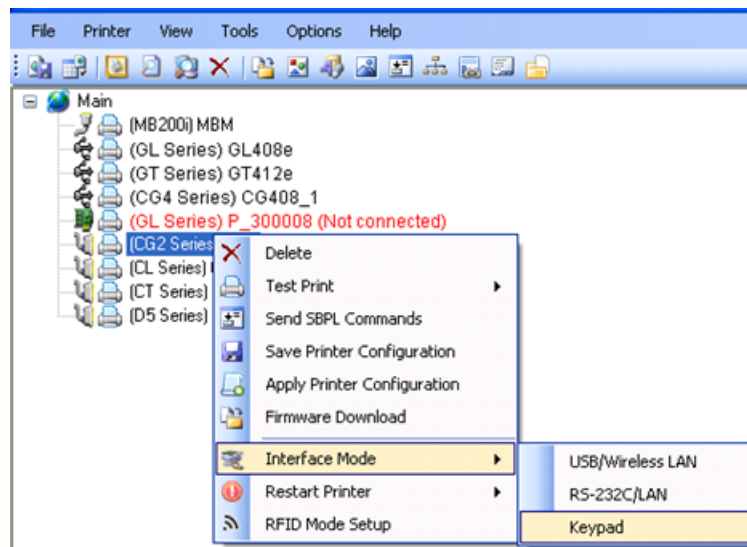 File Printer View Tools Options Help
Main
(MB200i) MBM
(GL Series) GL408e
(GT Series) GT412e
(CG4 Series) CG408_1
(GL Series) P_300008 (Not connected)
(CG2 Series
(CL Series)
(CT Series)
(D5 Series)
Delete
Test Print
Send SBPL Commands
Save Printer Configuration
Apply Printer Configuration
Firmware Download
Interface Mode
Restart Printer
RFID Mode Setup
USB/Wireless LAN
RS-232C/LAN
Keypad